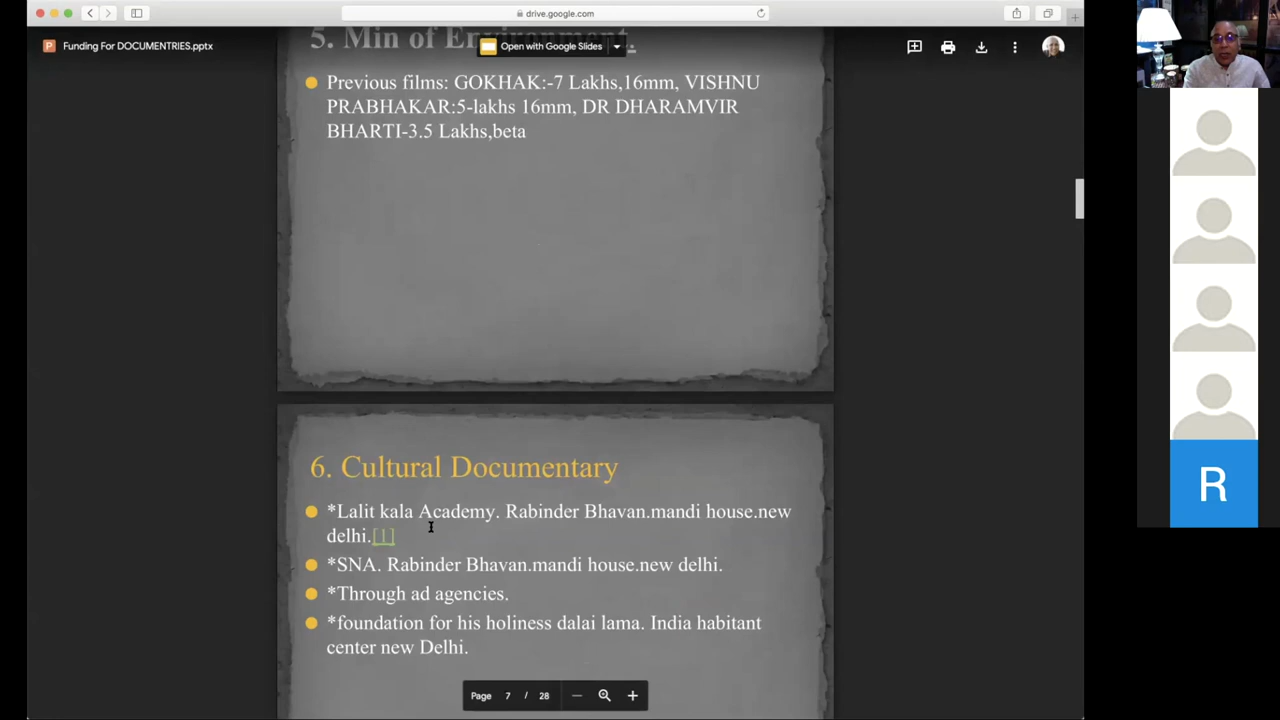 drive.google.com
Funding For DOCUMENTRIES.pptx
Open with Google Slides
5. Min of Environment.
Previous films: GOKHAK:-7 Lakhs,16mm, VISHNU
PRABHAKAR:5-lakhs 16mm, DR DHARAMVIR
BHARTI-3.5 Lakhs,beta
6. Cultural Documentary
*Lalit kala Academy. Rabinder Bhavan.mandi house.new
delhi.[1]
*SNA. Rabinder Bhavan.mandi house.new delhi.
*Through ad agencies.
*foundation for his holiness dalai lama. India habitant
center new Delhi.
Page 7 / 28
R